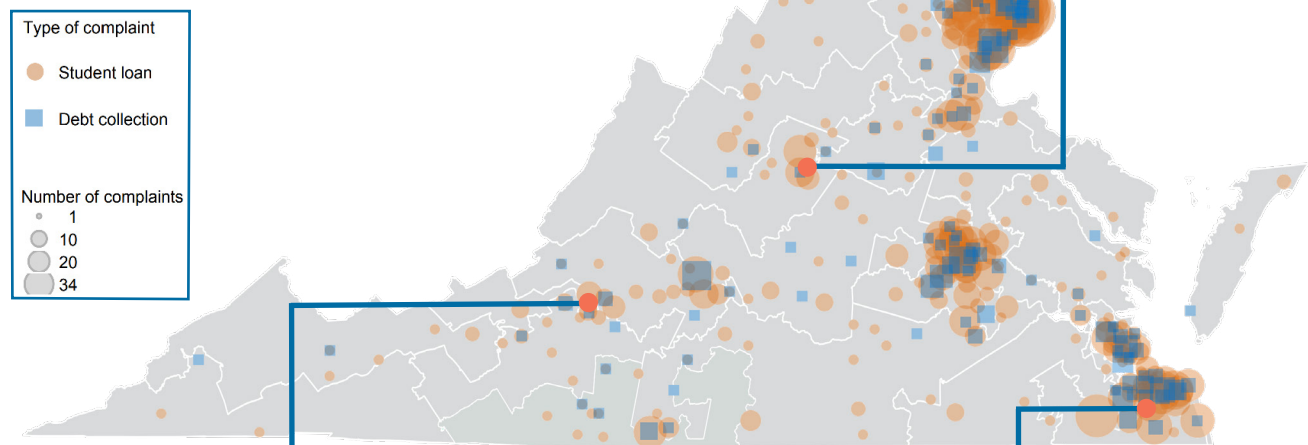 Type of complaint
Student loan
Debt collection
Number of complaints
1
10
20
34